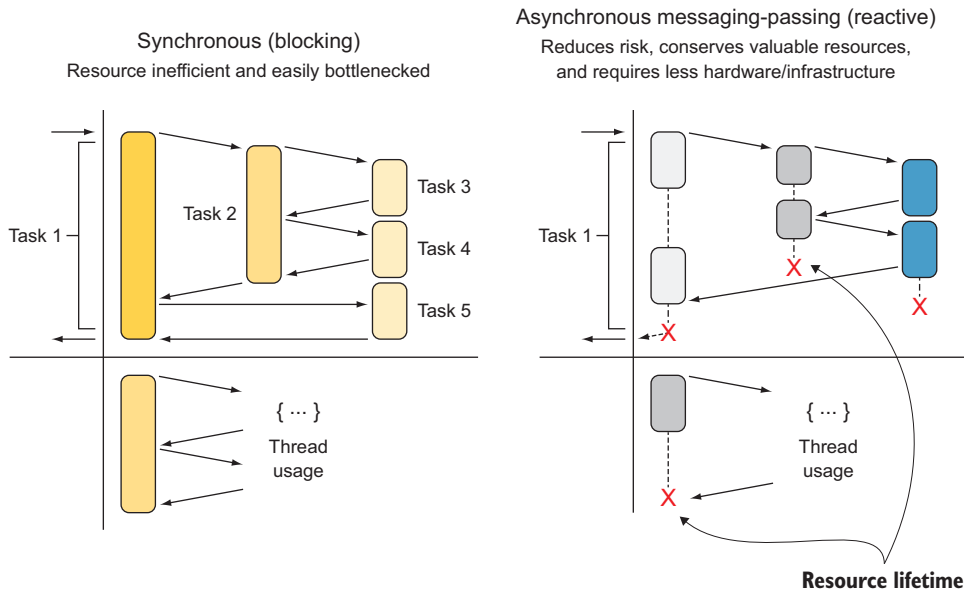 Synchronous (blocking)
Resource inefficient and easily bottlenecked
Task 1
Task 2
Task 3
Task 4
Task 5
{ ... }
Thread
usage
Asynchronous messaging-passing (reactive)
Reduces risk, conserves valuable resources,
and requires less hardware/infrastructure
Task 1
X
X
X
{ ... }
Thread
usage
X
Resource lifetime